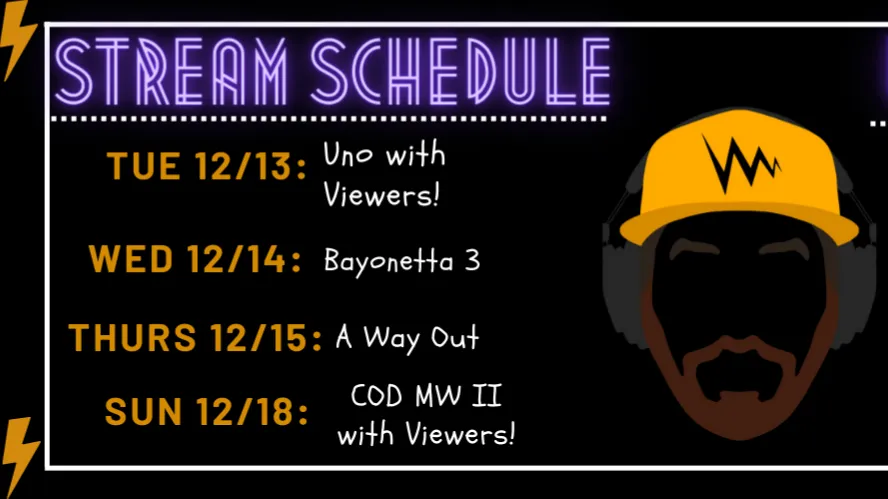 STREAM SCHEDULE
TUE 12/13: Uno with
Viewers!
WED 12/14: Bayonetta 3
THURS 12/15: A Way Out
SUN 12/18: COD MW II
with Viewers!